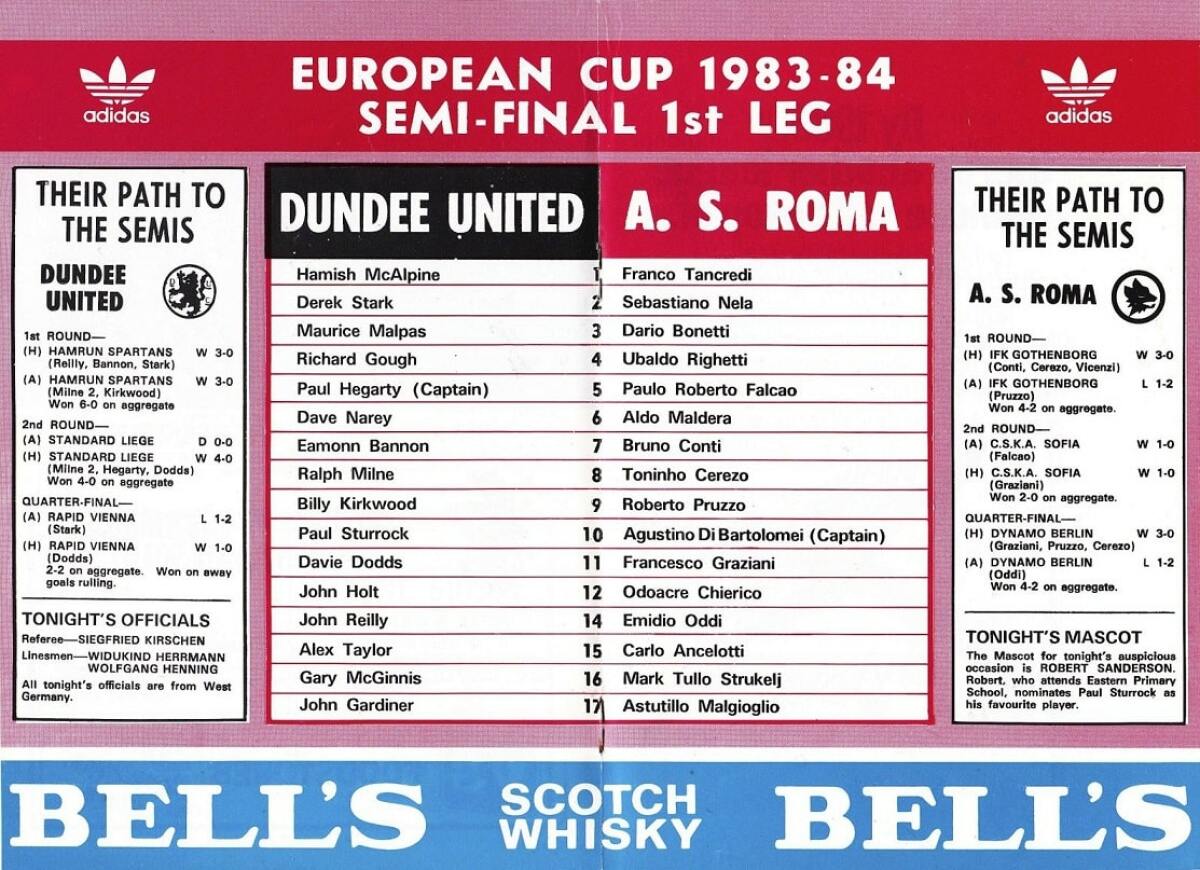 adidas
EUROPEAN CUP 1983-84
SEMI-FINAL 1st LEG
adidas
THEIR PATH TO
THE SEMIS
DUNDEE
UNITED
1st ROUND—
(H) HAMRUN SPARTANS W 3-0
(Reilly, Bannon, Stark)
(A) HAMRUN SPARTANS W 3-0
(Milne 2, Kirkwood)
Won 6-0 on aggregate
2nd ROUND—
(A) STANDARD LIEGE D 0-0
(H) STANDARD LIEGE W 4-0
(Milne 2, Hegarty, Dodds)
Won 4-0 on aggregate
QUARTER-FINAL—
(A) RAPID VIENNA L 1-2
(Stark)
(H) RAPID VIENNA W 1-0
(Dodds)
2-2 on aggregate. Won on away
goals rulling.
TONIGHT'S OFFICIALS
Referee—SIEGFRIED KIRSCHEN
Linesmen—WIDUKIND HERRMANN
WOLFGANG HENNING
All tonight's officials are from West
Germany.
DUNDEE UNITED A. S. ROMA
Hamish McAlpine 1 Franco Tancredi
Derek Stark 2 Sebastiano Nela
Maurice Malpas 3 Dario Bonetti
Richard Gough 4 Ubaldo Righetti
Paul Hegarty (Captain) 5 Paulo Roberto Falcao
Dave Narey 6 Aldo Maldera
Eamonn Bannon 7 Bruno Conti
Ralph Milne 8 Toninho Cerezo
Billy Kirkwood 9 Roberto Pruzzo
Paul Sturrock 10 Agustino Di Bartolomei (Captain)
Davie Dodds 11 Francesco Graziani
John Holt 12 Odoacre Chierico
John Reilly 14 Emidio Oddi
Alex Taylor 15 Carlo Ancelotti
Gary McGinnis 16 Mark Tullo Strukelj
John Gardiner 17 Astutillo Malgioglio
THEIR PATH TO
THE SEMIS
A. S. ROMA
1st ROUND—
(H) IFK GOTHENBORG W 3-0
(Conti, Cerezo, Vicenzi)
(A) IFK GOTHENBORG L 1-2
(Pruzzo)
Won 4-2 on aggregate.
2nd ROUND—
(A) C.S.K.A. SOFIA W 1-0
(Falcao)
(H) C.S.K.A. SOFIA W 1-0
(Graziani)
Won 2-0 on aggregate.
QUARTER-FINAL—
(H) DYNAMO BERLIN W 3-0
(Graziani, Pruzzo, Cerezo)
(A) DYNAMO BERLIN L 1-2
(Oddi)
Won 4-2 on aggregate.
TONIGHT'S MASCOT
The Mascot for tonight's auspicious
occasion is ROBERT SANDERSON.
Robert, who attends Eastern Primary
School, nominates Paul Sturrock as
his favourite player.
BELL'S SCOTCH WHISKY BELL'S